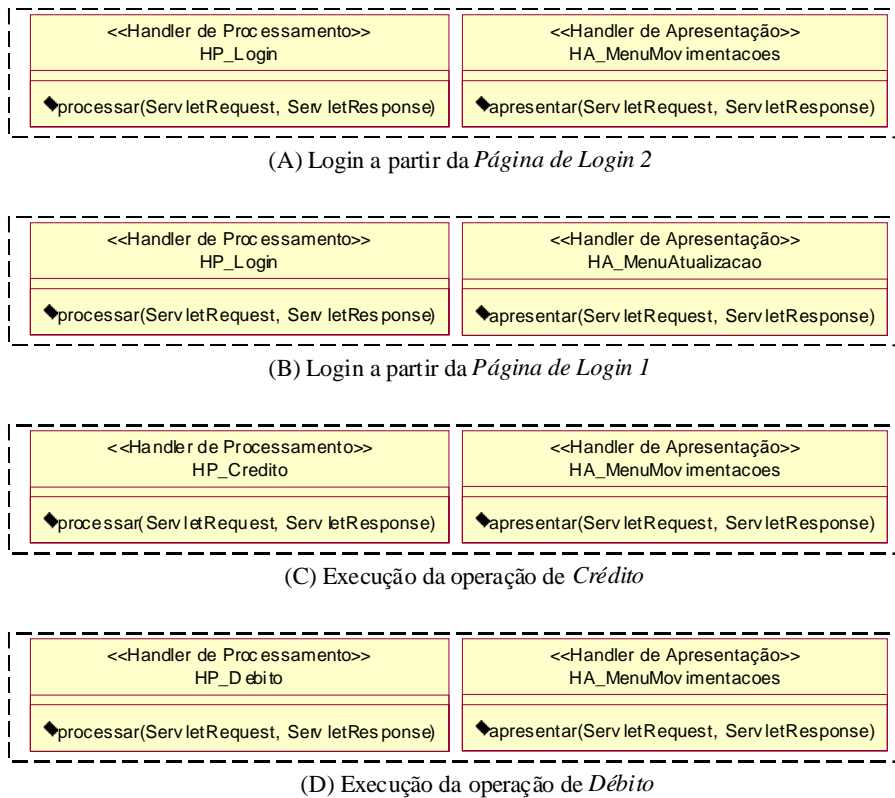 <<Handler de Processamento>>
HP_Login
processar(ServletRequest, ServletResponse)
<<Handler de Apresentação>>
HA_MenuMovimentacoes
apresentar(ServletRequest, ServletResponse)
(A) Login a partir da Página de Login 2
<<Handler de Processamento>>
HP_Login
processar(ServletRequest, ServletResponse)
<<Handler de Apresentação>>
HA_MenuAtualizacao
apresentar(ServletRequest, ServletResponse)
(B) Login a partir da Página de Login 1
<<Handler de Processamento>>
HP_Credito
processar(ServletRequest, ServletResponse)
<<Handler de Apresentação>>
HA_MenuMovimentacoes
apresentar(ServletRequest, ServletResponse)
(C) Execução da operação de Crédito
<<Handler de Processamento>>
HP_Debito
processar(ServletRequest, ServletResponse)
<<Handler de Apresentação>>
HA_MenuMovimentacoes
apresentar(ServletRequest, ServletResponse)
(D) Execução da operação de Débito